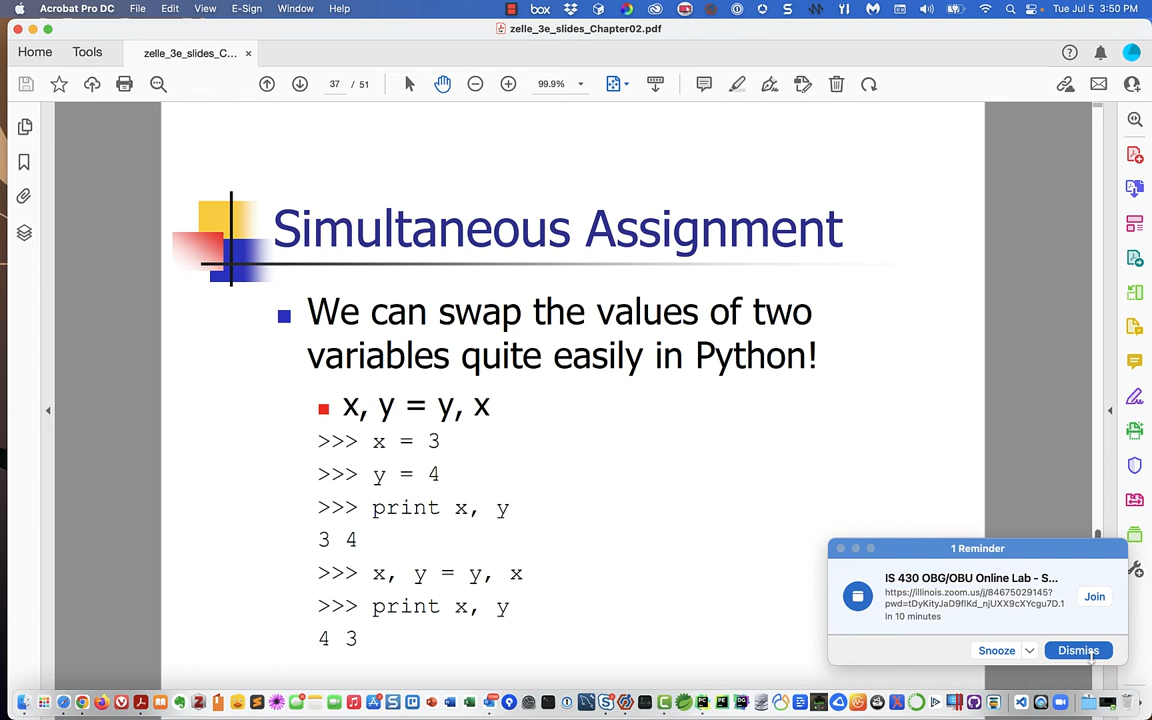 Acrobat Pro DC File Edit View E-Sign Window Help box Tue Jul 5 3:50 PM
zelle_3e_slides_Chapter02.pdf
Home Tools zelle_3e_slides_C... ×
37 / 51 99.9%
Simultaneous Assignment
We can swap the values of two
variables quite easily in Python!
x, y = y, x
>>> x = 3
>>> y = 4
>>> print x, y
3 4
>>> x, y = y, x
>>> print x, y
4 3
1 Reminder
IS 430 OBG/OBU Online Lab - S...
https://illinois.zoom.us/j/84675029145?
pwd=tDyKityJaD9flKd_njUXX9cXYcgu7D.1
In 10 minutes
Join
Snooze Dismiss